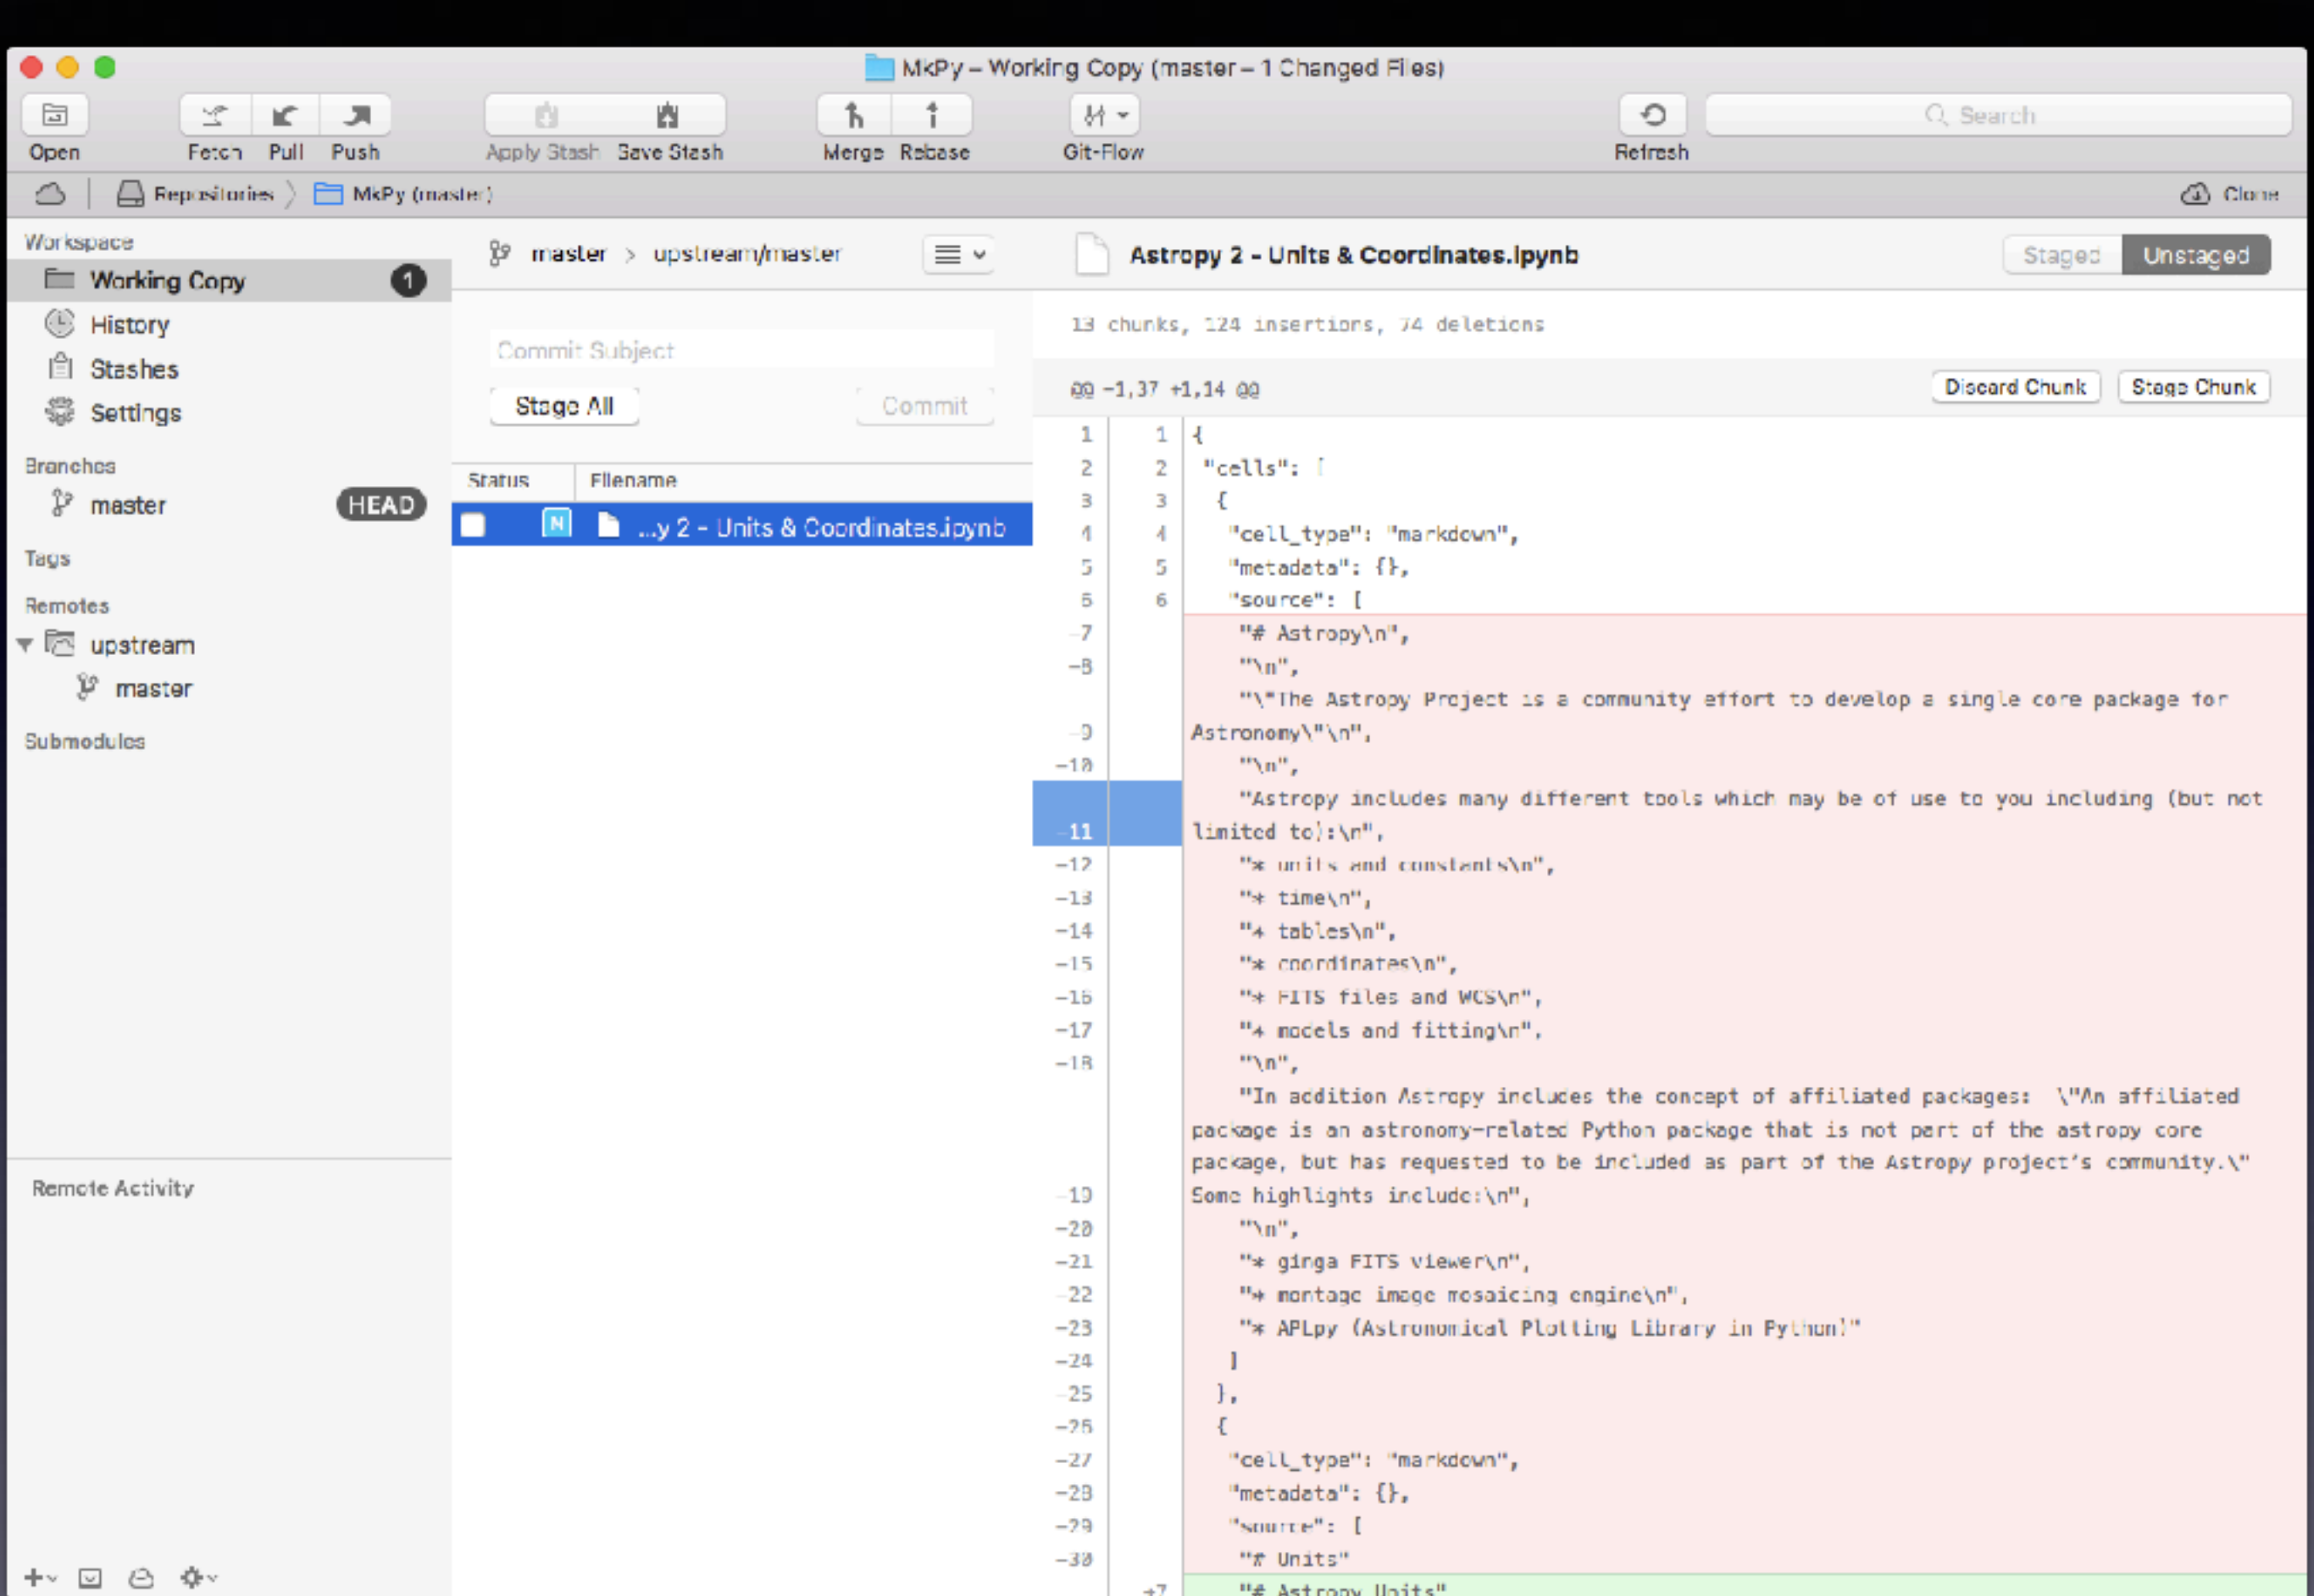 MkPy – Working Copy (master – 1 Changed Files)
Open Fetch Pull Push Apply Stash Save Stash Merge Rebase Git-Flow Refresh Search
Repositories MkPy (master) Clone
Workspace
Working Copy 1
History
Stashes
Settings
Branches
master HEAD
Tags
Remotes
upstream
master
Submodules
Remote Activity
master > upstream/master
Commit Subject
Stage All Commit
Status Filename
N ...y 2 – Units & Coordinates.ipynb
Astropy 2 - Units & Coordinates.ipynb Staged Unstaged
13 chunks, 124 insertions, 74 deletions
@@ -1,37 +1,14 @@ Discard Chunk Stage Chunk
1 1 {
2 2 "cells": [
3 3 {
4 4 "cell_type": "markdown",
5 5 "metadata": {},
6 6 "source": [
-7 "# Astropy\n",
-8 "\n",
"\"The Astropy Project is a community effort to develop a single core package for
-9 Astronomy\"\n",
-10 "\n",
"Astropy includes many different tools which may be of use to you including (but not
-11 limited to):\n",
-12 "* units and constants\n",
-13 "* time\n",
-14 "* tables\n",
-15 "* coordinates\n",
-16 "* FITS files and WCS\n",
-17 "* models and fitting\n",
-18 "\n",
"In addition Astropy includes the concept of affiliated packages:  \"An affiliated
package is an astronomy-related Python package that is not part of the astropy core
package, but has requested to be included as part of the Astropy project's community.\"
-19 Some highlights include:\n",
-20 "\n",
-21 "* ginga FITS viewer\n",
-22 "* montage image mosaicing engine\n",
-23 "* APLpy (Astronomical Plotting Library in Python)"
-24 ]
-25 },
-26 {
-27 "cell_type": "markdown",
-28 "metadata": {},
-29 "source": [
-30 "# Units"
+7 "# Astropy Units"